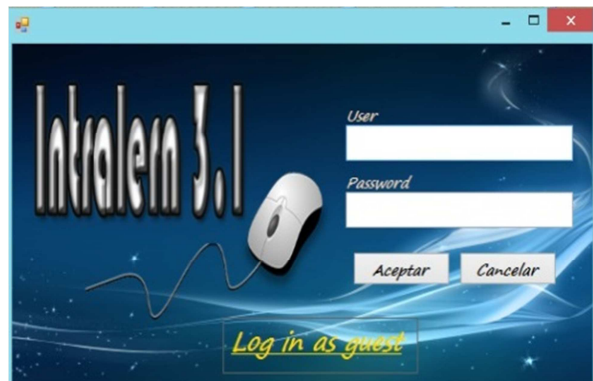 Intralern 3.1
User
Password
Aceptar
Cancelar
Log in as guest